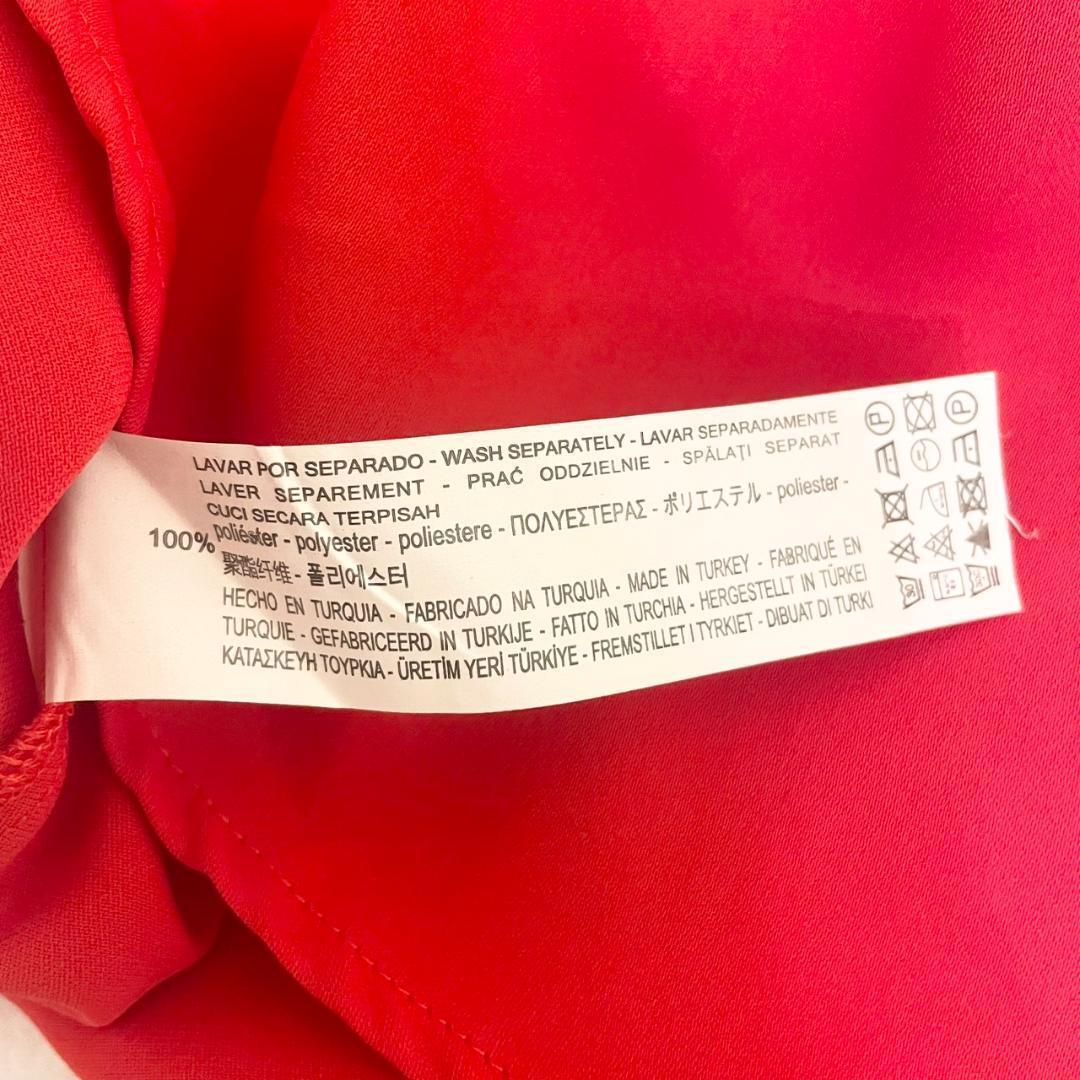 LAVAR POR SEPARADO - WASH SEPARATELY - LAVAR SEPARADAMENTE
LAVER SEPAREMENT - PRAĆ ODDZIELNIE - SPĂLAȚI SEPARAT
CUCI SECARA TERPISAH
100% poliéster - polyester - poliestere - ΠΟΛΥΕΣΤΕΡΑΣ - ポリエステル - poliester -
聚酯纤维 - 폴리에스터
HECHO EN TURQUIA - FABRICADO NA TURQUIA - MADE IN TURKEY - FABRIQUÉ EN
TURQUIE - GEFABRICEERD IN TURKIJE - FATTO IN TURCHIA - HERGESTELLT IN TÜRKEI
ΚΑΤΑΣΚΕΥΗ ΤΟΥΡΚΙΑ - ÜRETİM YERİ TÜRKİYE - FREMSTILLET I TYRKIET - DIBUAT DI TURKI
P P